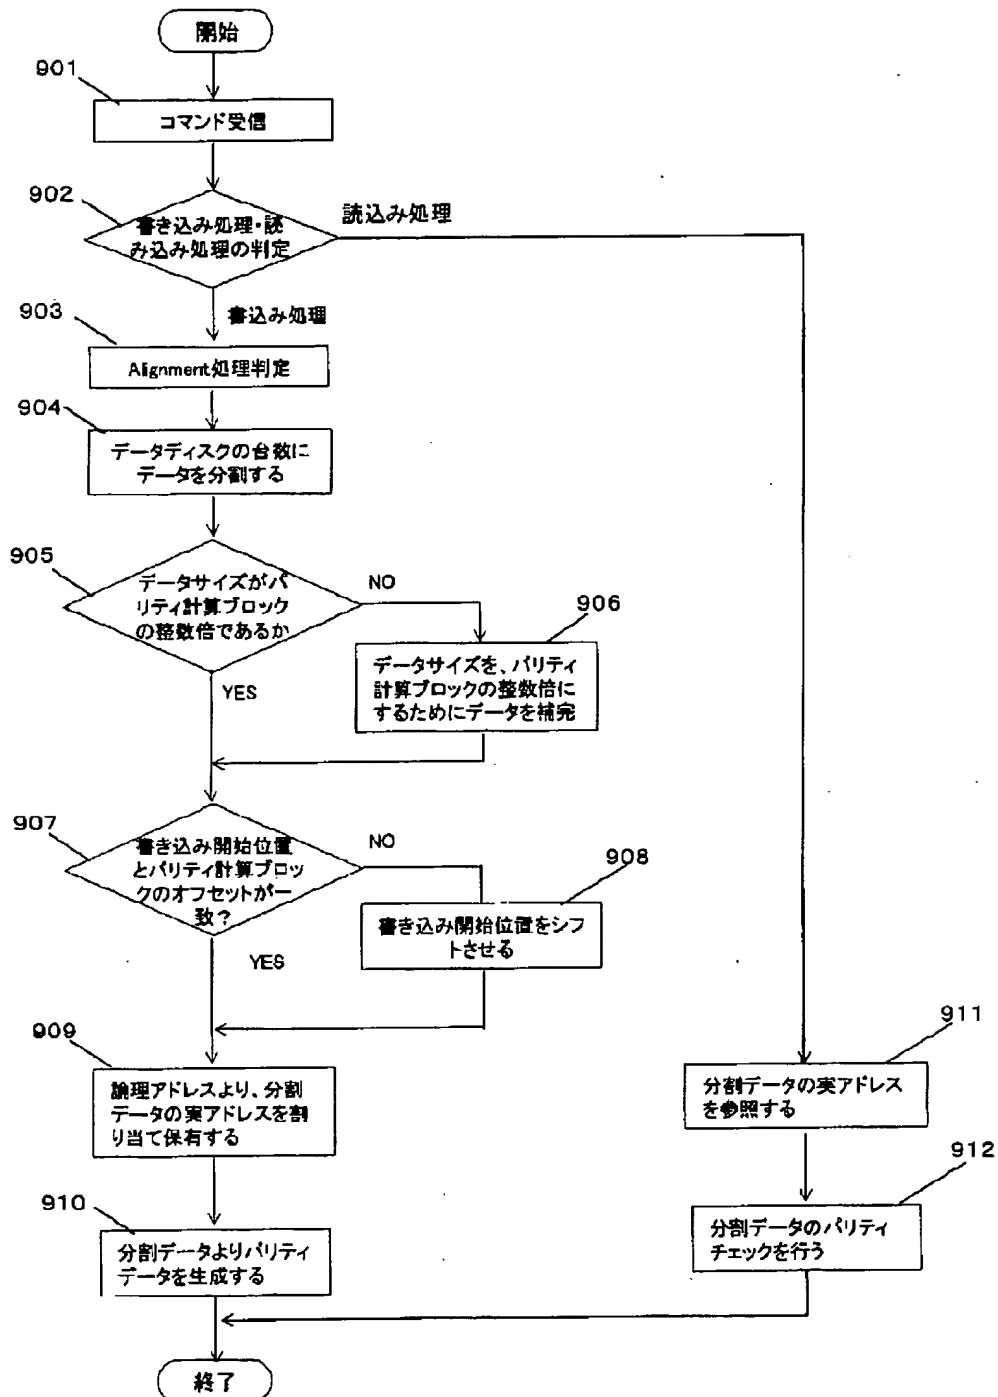 開始
901
コマンド受信
902
書き込み処理・読
み込み処理の判定
読込み処理
書込み処理
903
Alignment処理判定
904
データディスクの台数に
データを分割する
905
データサイズがパ
リティ計算ブロック
の整数倍であるか
NO
YES
906
データサイズを、パリティ
計算ブロックの整数倍に
するためにデータを補完
907
書き込み開始位置
とパリティ計算ブロッ
クのオフセットが一
致?
NO
YES
908
書き込み開始位置をシフ
トさせる
909
論理アドレスより、分割
データの実アドレスを割
り当て保有する
910
分割データよりパリティ
データを生成する
911
分割データの実アドレス
を参照する
912
分割データのパリティ
チェックを行う
終了